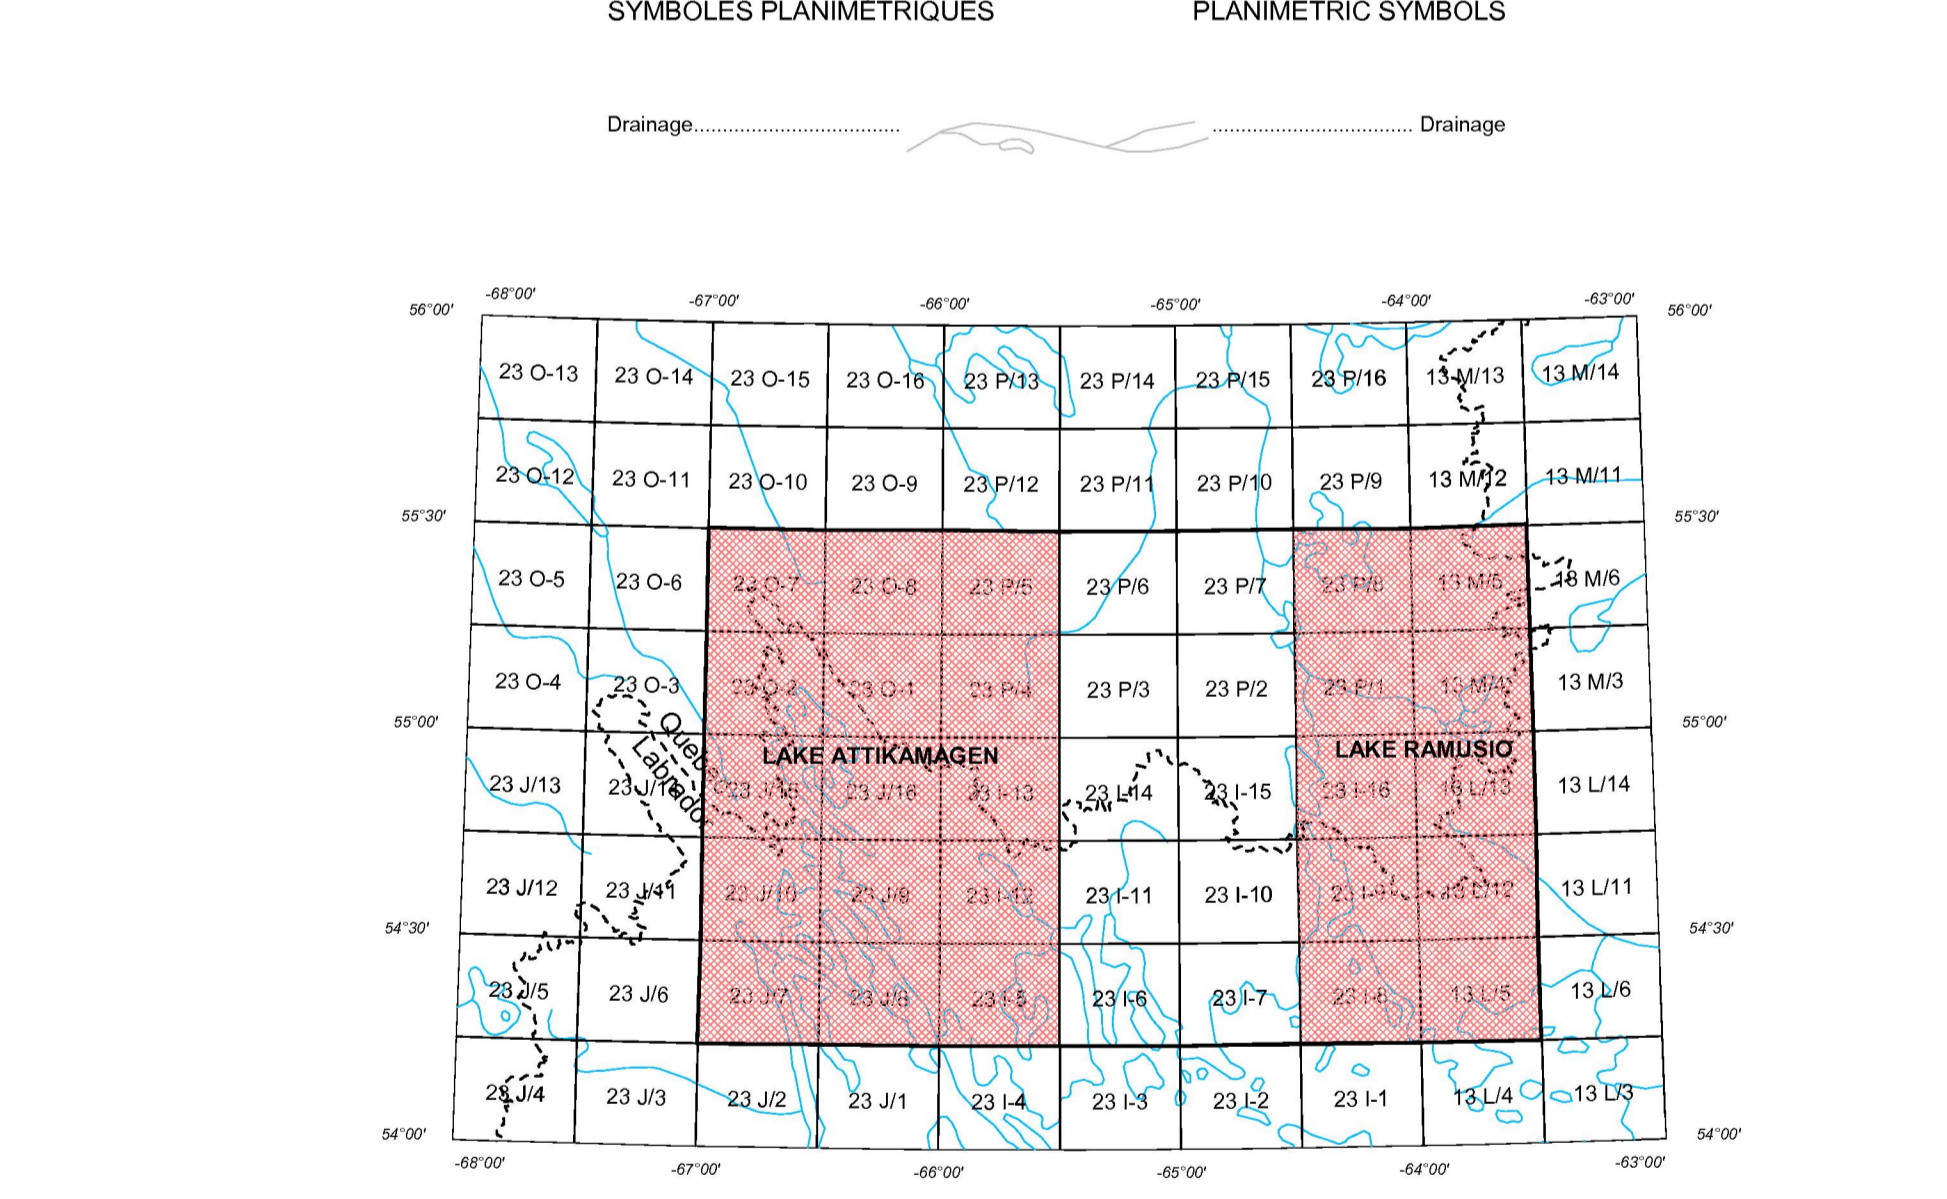 SYMBOLES PLANIMETRIQUES PLANIMETRIC SYMBOLS
Drainage.................................... ................................... Drainage
-68°00' -67°00' -66°00' -65°00' -64°00' -63°00'
56°00' 56°00'
23 O-13 23 O-14 23 O-15 23 O-16 23 P/13 23 P/14 23 P/15 23 P/16 13 M/13 13 M/14
23 O-12 23 O-11 23 O-10 23 O-9 23 P/12 23 P/11 23 P/10 23 P/9 13 M/12 13 M/11
55°30' 55°30'
23 O-5 23 O-6 23 O-7 23 O-8 23 P/5 23 P/6 23 P/7 23 P/8 13 M/5 13 M/6
23 O-4 23 O-3 23 O-2 23 O-1 23 P/4 23 P/3 23 P/2 23 P/1 13 M/4 13 M/3
55°00' 55°00'
Labrador
LAKE ATTIKAMAGEN LAKE RAMUSIO
23 J/13 23 J/15 23 J/16 23 I-13 23 I-14 23 I-15 23 I-16 13 L/13 13 L/14
23 J/12 23 J/11 23 J/10 23 J/9 23 I-12 23 I-11 23 I-10 23 I-9 13 L/12 13 L/11
54°30' 54°30'
23 J/5 23 J/6 23 J/7 23 J/8 23 I-5 23 I-6 23 I-7 23 I-8 13 L/5 13 L/6
23 J/4 23 J/3 23 J/2 23 J/1 23 I-4 23 I-3 23 I-2 23 I-1 13 L/4 13 L/3
54°00' 54°00'
-68°00' -67°00' -66°00' -65°00' -64°00' -63°00'